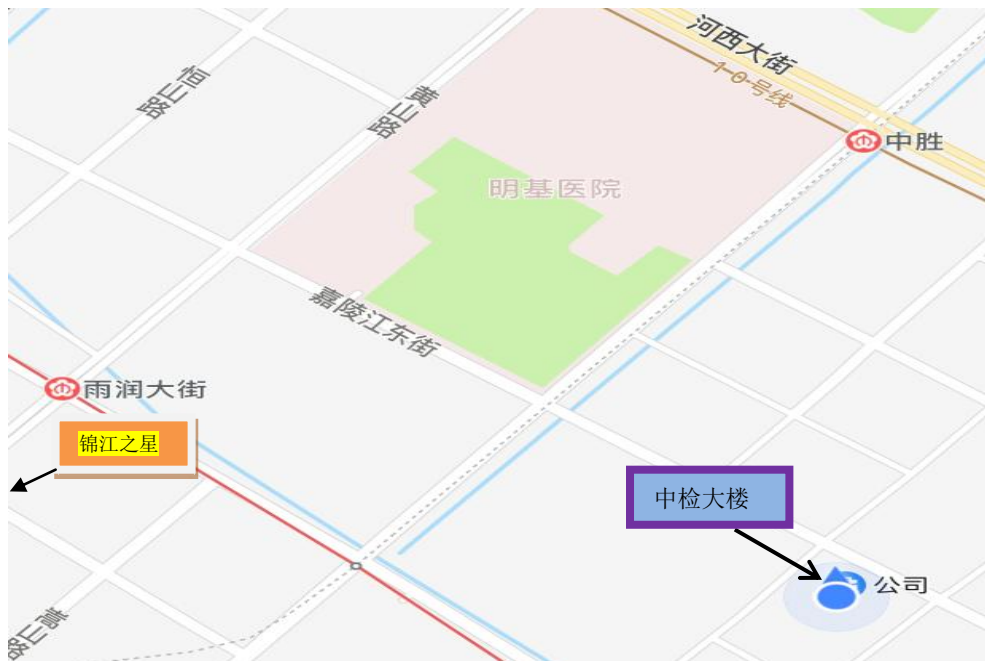 河西大街
10号线
恒山路
黄山路
中胜
明基医院
嘉陵江东街
雨润大街
锦江之星
中检大楼
公司
嵩山路